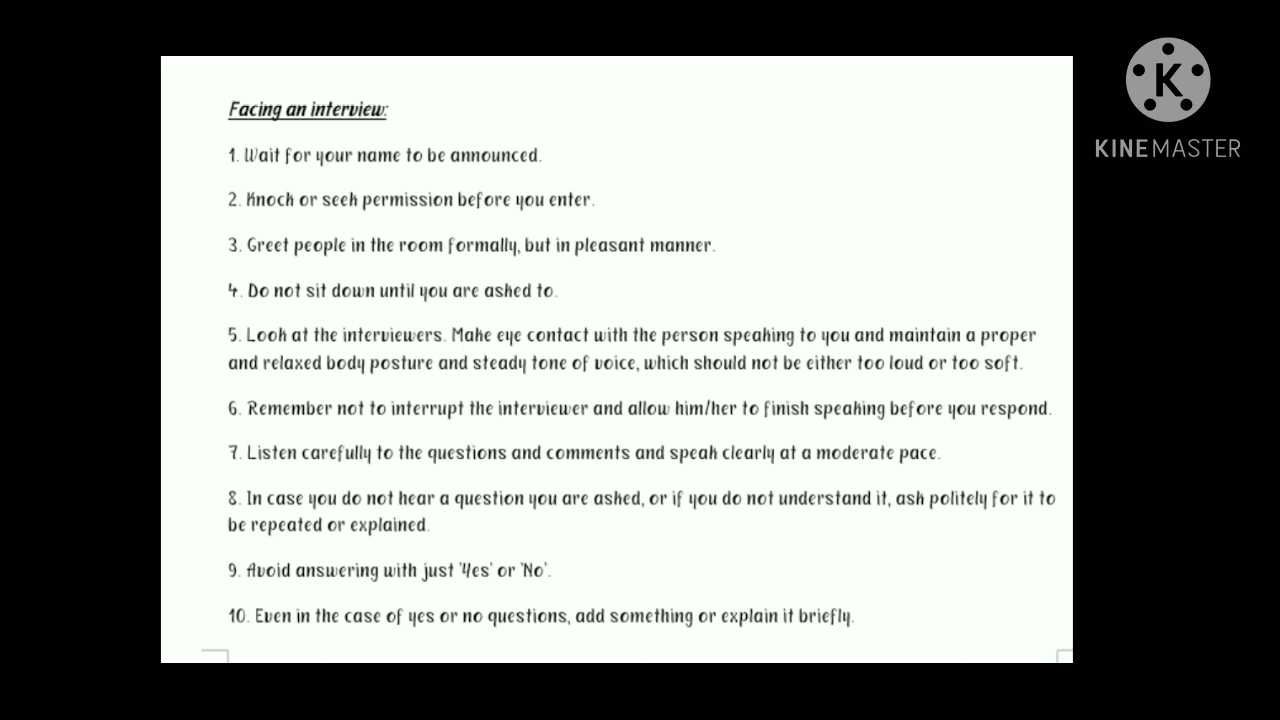 Facing an interview:
1. Wait for your name to be announced.
2. Knock or seek permission before you enter.
3. Greet people in the room formally, but in pleasant manner.
4. Do not sit down until you are asked to.
5. Look at the interviewers. Make eye contact with the person speaking to you and maintain a proper
and relaxed body posture and steady tone of voice, which should not be either too loud or too soft.
6. Remember not to interrupt the interviewer and allow him/her to finish speaking before you respond.
7. Listen carefully to the questions and comments and speak clearly at a moderate pace.
8. In case you do not hear a question you are asked, or if you do not understand it, ask politely for it to
be repeated or explained.
9. Avoid answering with just 'Yes' or 'No'.
10. Even in the case of yes or no questions, add something or explain it briefly.
K
KINEMASTER